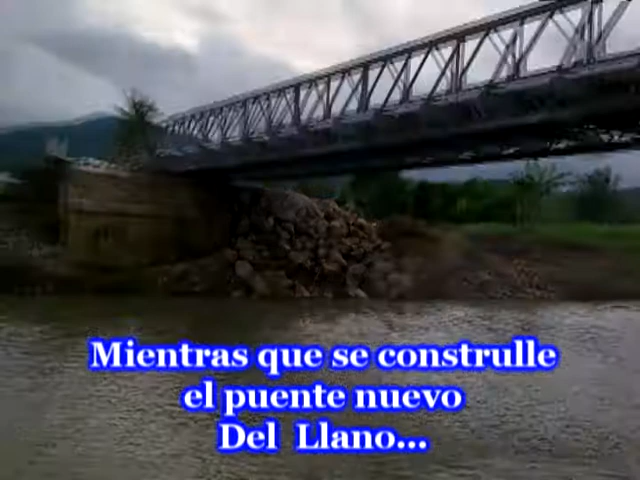 Mientras que se construlle
el puente nuevo
Del Llano...